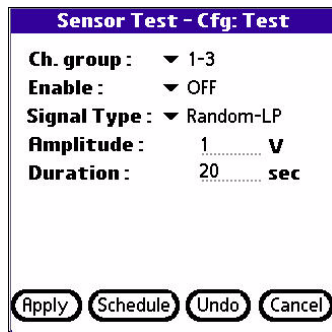 Sensor Test - Cfg: Test
Ch. group: 1-3
Enable: OFF
Signal Type: Random-LP
Amplitude: 1 V
Duration: 20 sec
Apply Schedule Undo Cancel